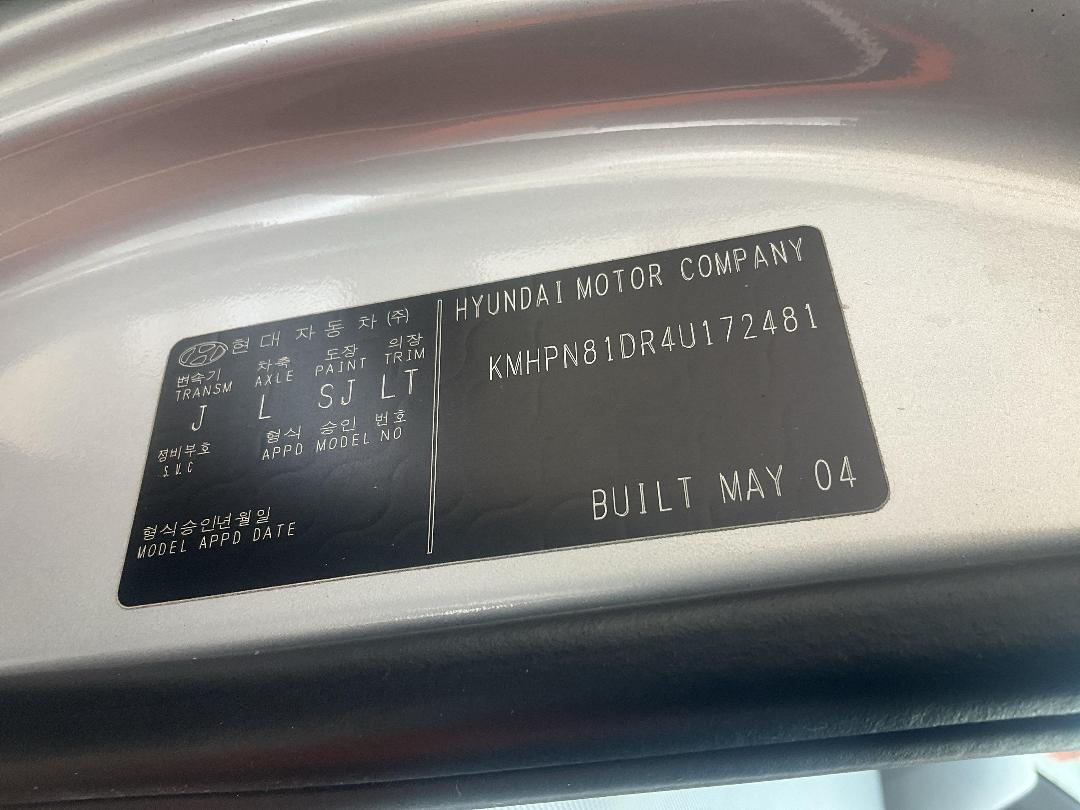 현대 자동차(주)
변속기 차축 도장 의장
TRANSM AXLE PAINT TRIM
J L SJ LT
정비부호 형식 승인 번호
S.V.C APPD MODEL NO
형식승인년월일
MODEL APPD DATE
HYUNDAI MOTOR COMPANY
KMHPN81DR4U172481
BUILT MAY 04